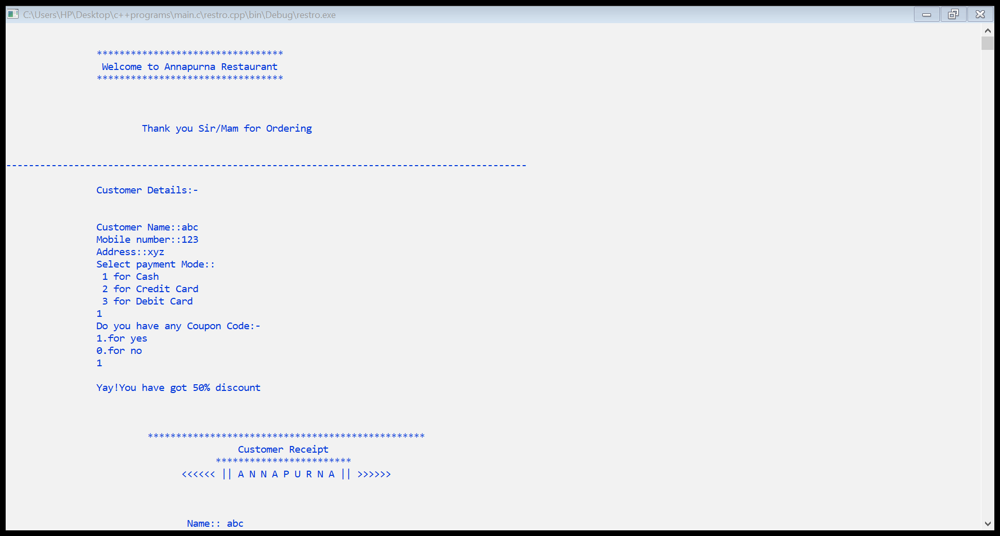 C:\Users\HP\Desktop\c++programs\main.c\restro.cpp\bin\Debug\restro.exe
*********************************
Welcome to Annapurna Restaurant
*********************************
Thank you Sir/Mam for Ordering
--------------------------------------------------------------------------------------------
Customer Details:-
Customer Name::abc
Mobile number::123
Address::xyz
Select payment Mode::
1 for Cash
2 for Credit Card
3 for Debit Card
1
Do you have any Coupon Code:-
1.for yes
0.for no
1
Yay!You have got 50% discount
*************************************************
Customer Receipt
************************
<<<<<< || A N N A P U R N A || >>>>>>
Name:: abc